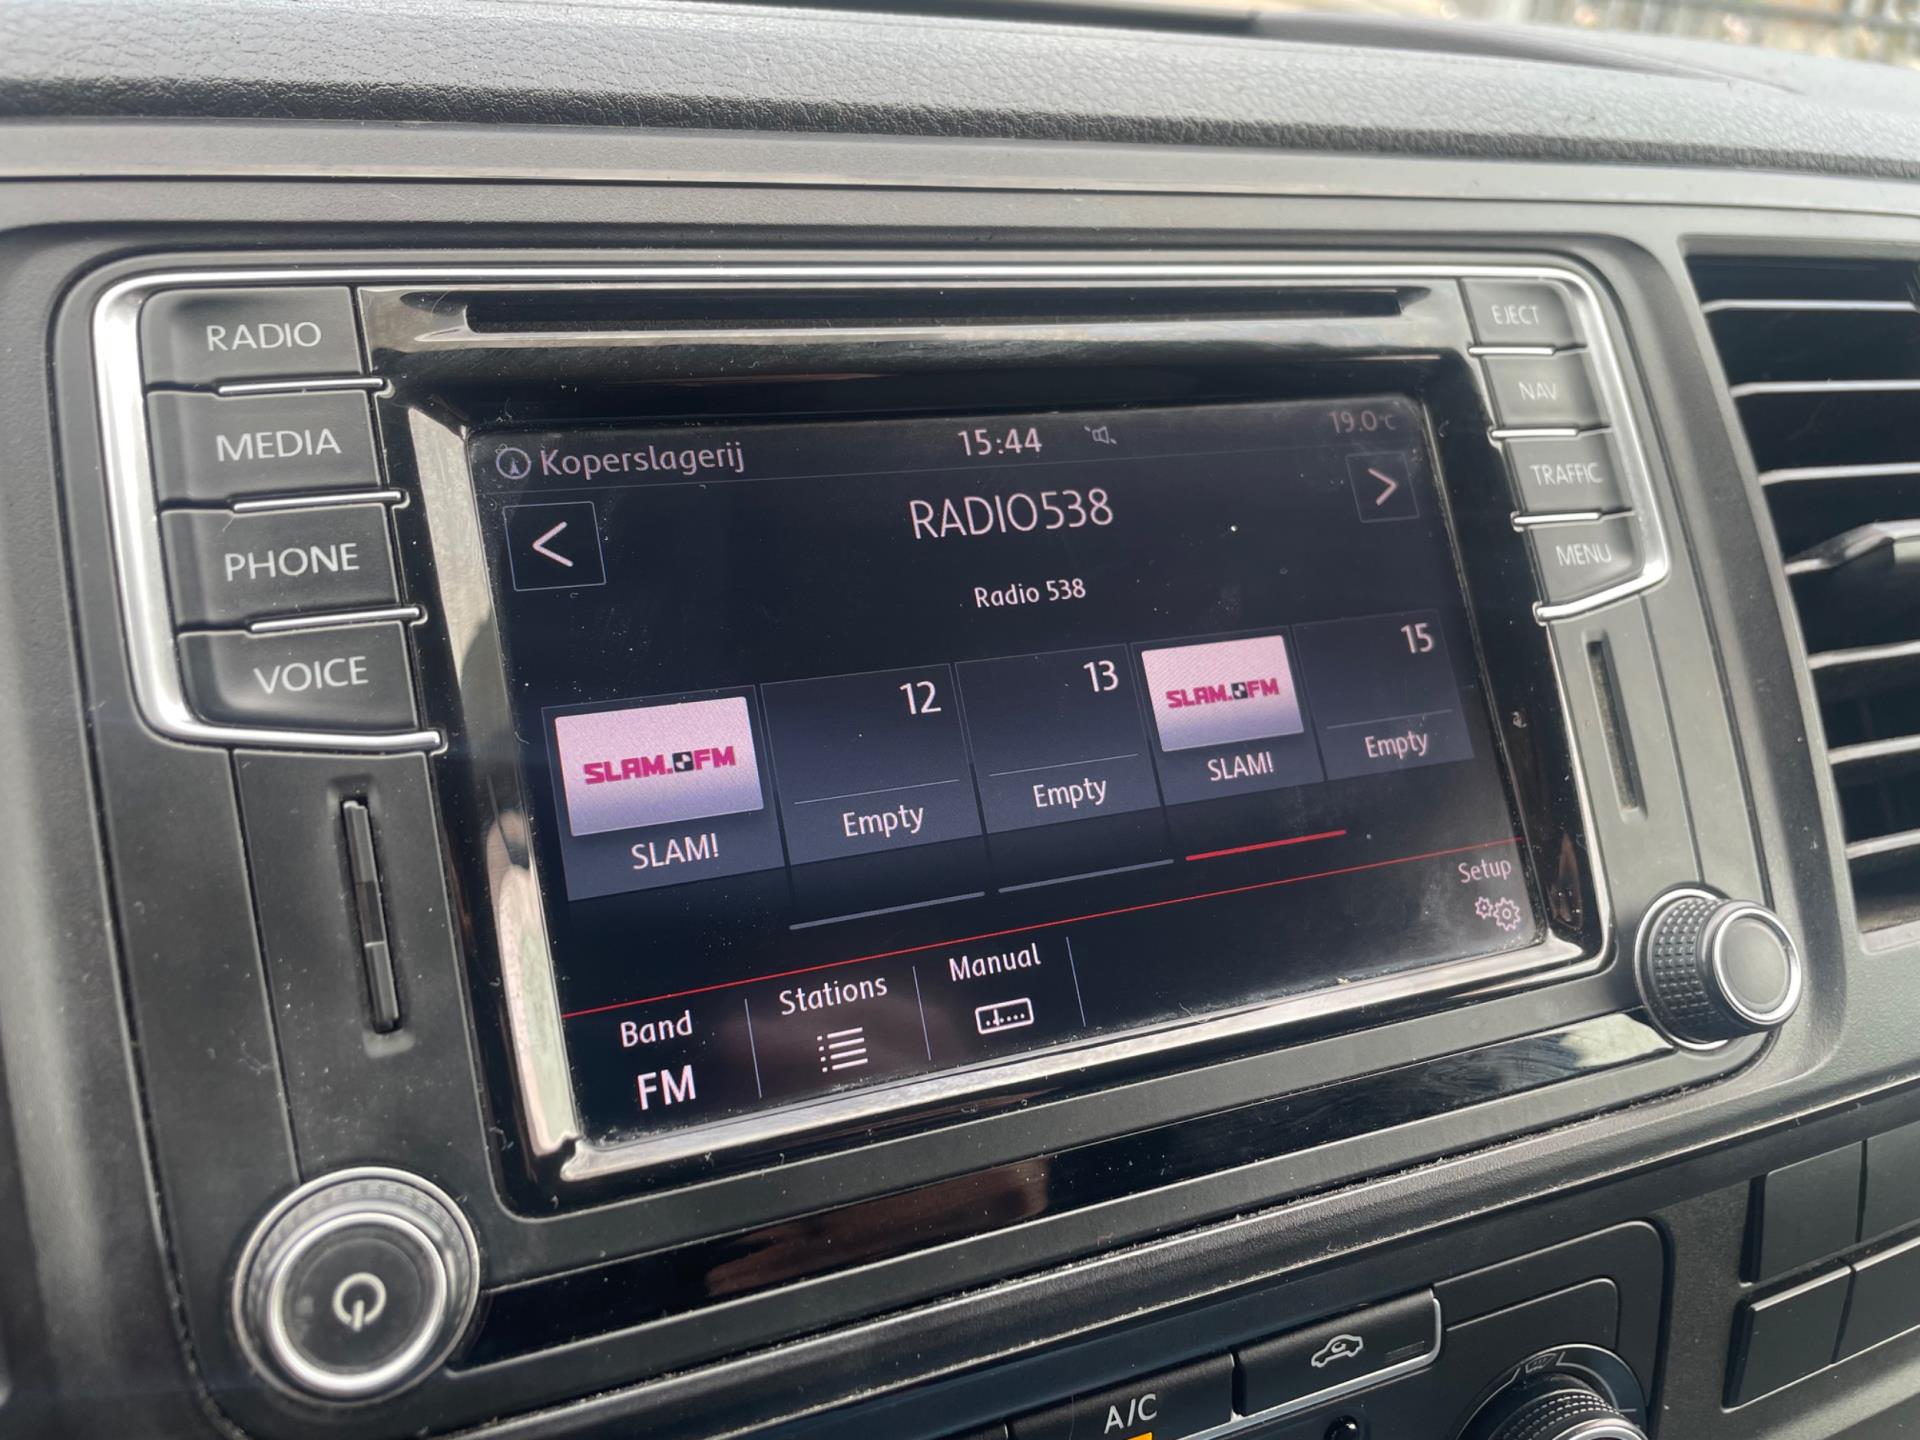 RADIO
MEDIA
PHONE
VOICE
EJECT
NAV
TRAFFIC
MENU
Koperslagerij 15:44 19.0°C
< RADIO538 >
Radio 538
12 13 15
SLAM.FM SLAM.FM
SLAM! Empty Empty SLAM! Empty
Setup
Band Stations Manual
FM
A/C